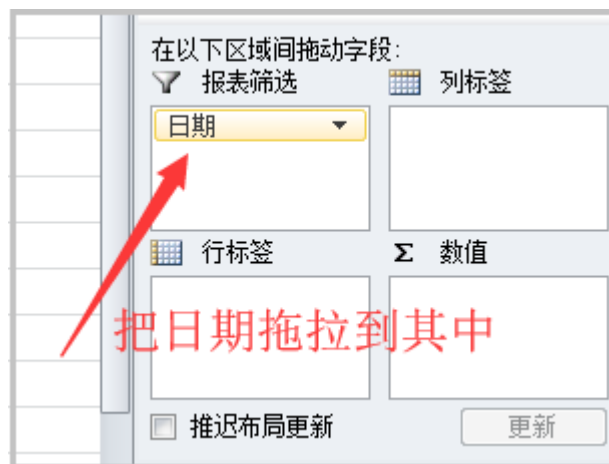 在以下区域间拖动字段:
报表筛选
列标签
日期
行标签
Σ 数值
把日期拖拉到其中
推迟布局更新
更新